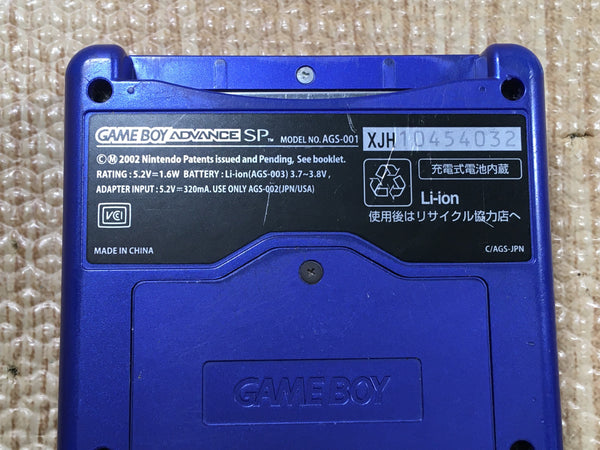 GAME BOY ADVANCE SP™ MODEL NO. AGS-001 XJH10454032
©Ⓜ 2002 Nintendo Patents issued and Pending, See booklet.
RATING : 5.2V⎓1.6W BATTERY : Li-ion(AGS-003) 3.7~3.8V ,
ADAPTER INPUT : 5.2V⎓320mA. USE ONLY AGS-002(JPN/USA)
充電式電池内蔵
Li-ion
使用後はリサイクル協力店へ
VCI
MADE IN CHINA
C/AGS-JPN
GAME BOY